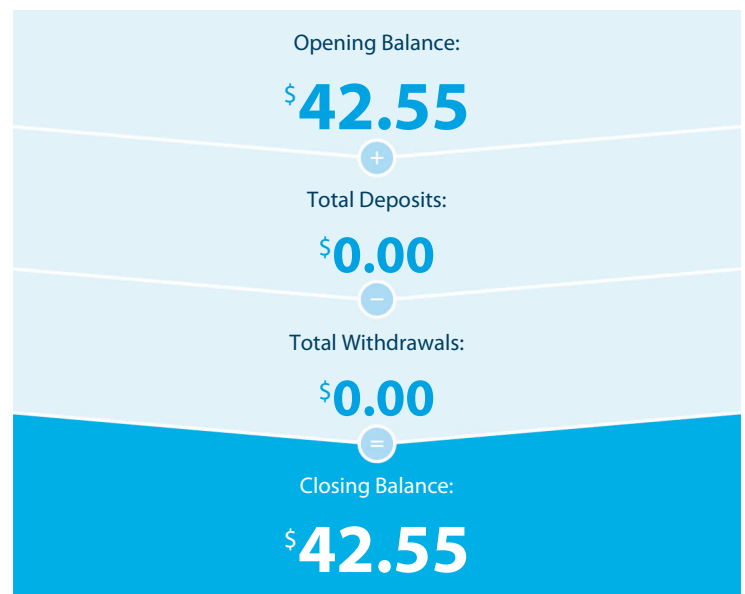 Opening Balance:
$42.55
+
Total Deposits:
$0.00
−
Total Withdrawals:
$0.00
=
Closing Balance:
$42.55